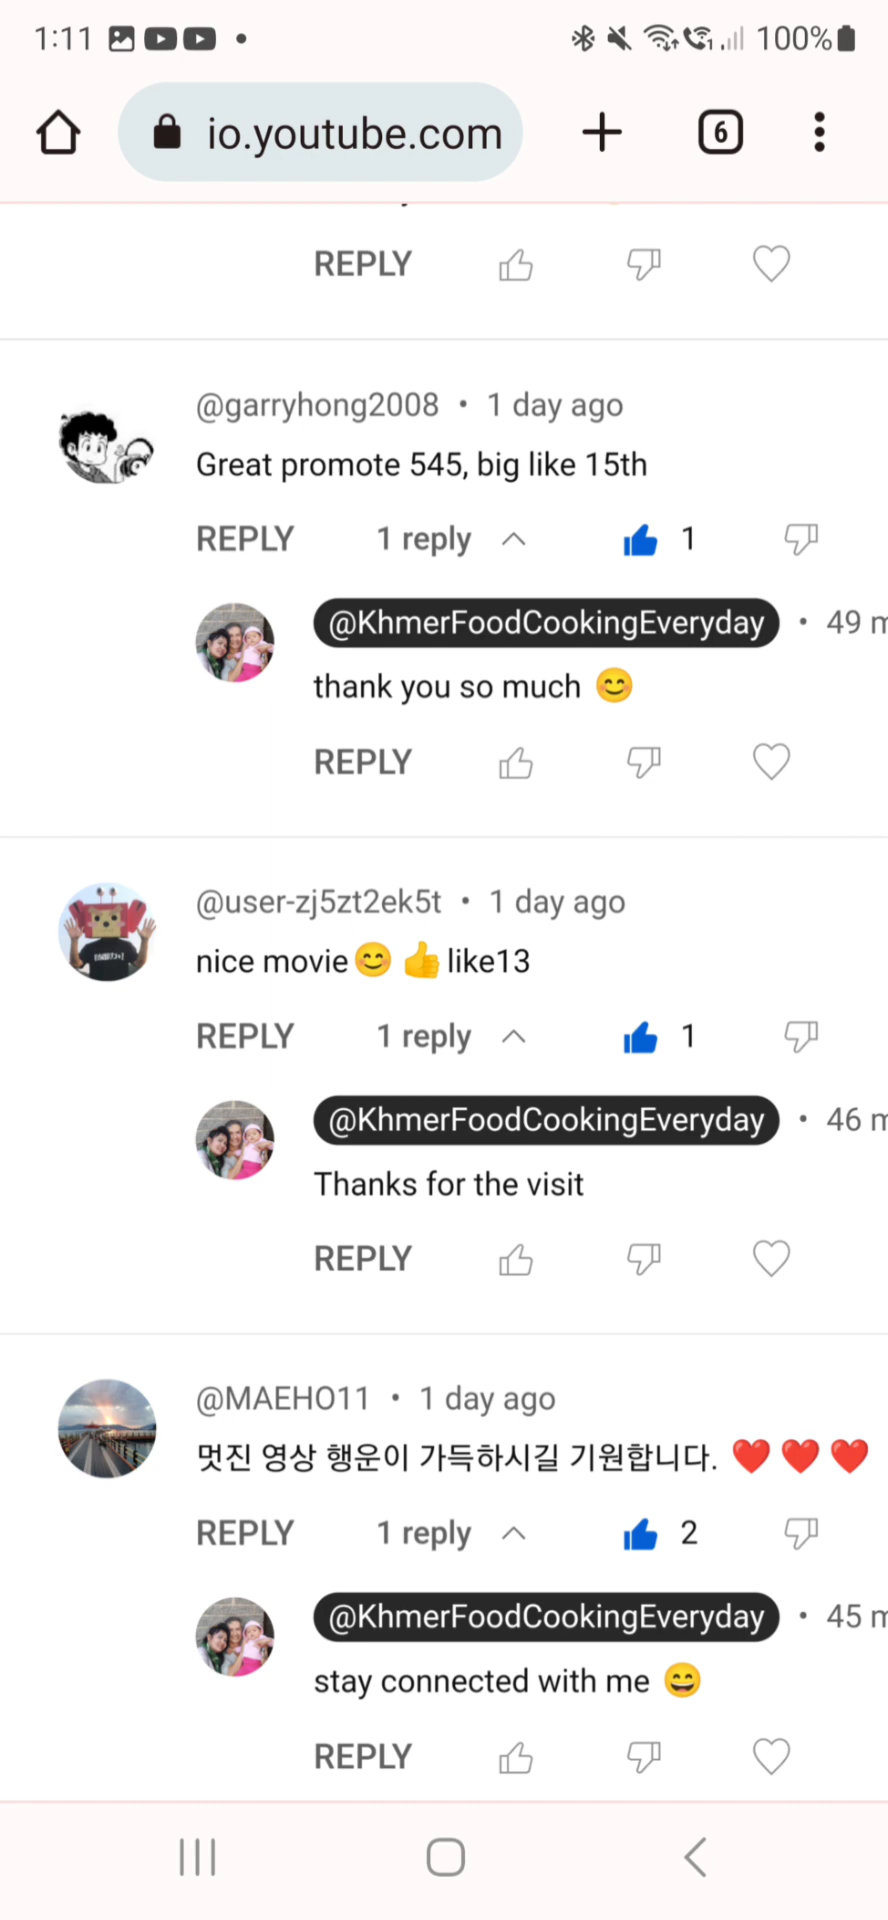 1:11 100%
io.youtube.com 6
REPLY
@garryhong2008 • 1 day ago
Great promote 545, big like 15th
REPLY 1 reply 1
@KhmerFoodCookingEveryday • 49 m
thank you so much 😊
REPLY
@user-zj5zt2ek5t • 1 day ago
nice movie😊👍like13
REPLY 1 reply 1
@KhmerFoodCookingEveryday • 46 m
Thanks for the visit
REPLY
@MAEHO11 • 1 day ago
멋진 영상 행운이 가득하시길 기원합니다. ❤️❤️❤️
REPLY 1 reply 2
@KhmerFoodCookingEveryday • 45 m
stay connected with me 😄
REPLY